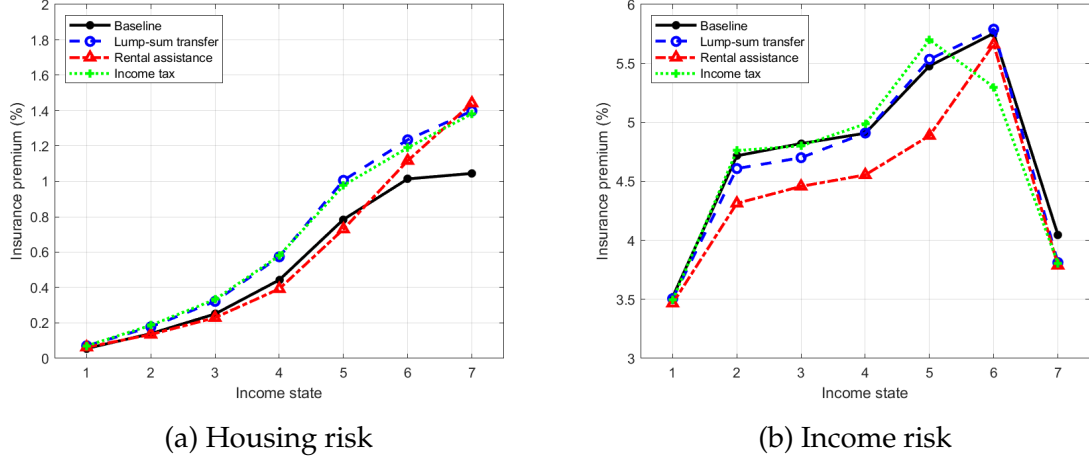 Baseline
Lump-sum transfer
Rental assistance
Income tax
Insurance premium (%)
2
1.8
1.6
1.4
1.2
1
0.8
0.6
0.4
0.2
0
1 2 3 4 5 6 7
Income state
(a) Housing risk
Baseline
Lump-sum transfer
Rental assistance
Income tax
Insurance premium (%)
6
5.5
5
4.5
4
3.5
3
1 2 3 4 5 6 7
Income state
(b) Income risk